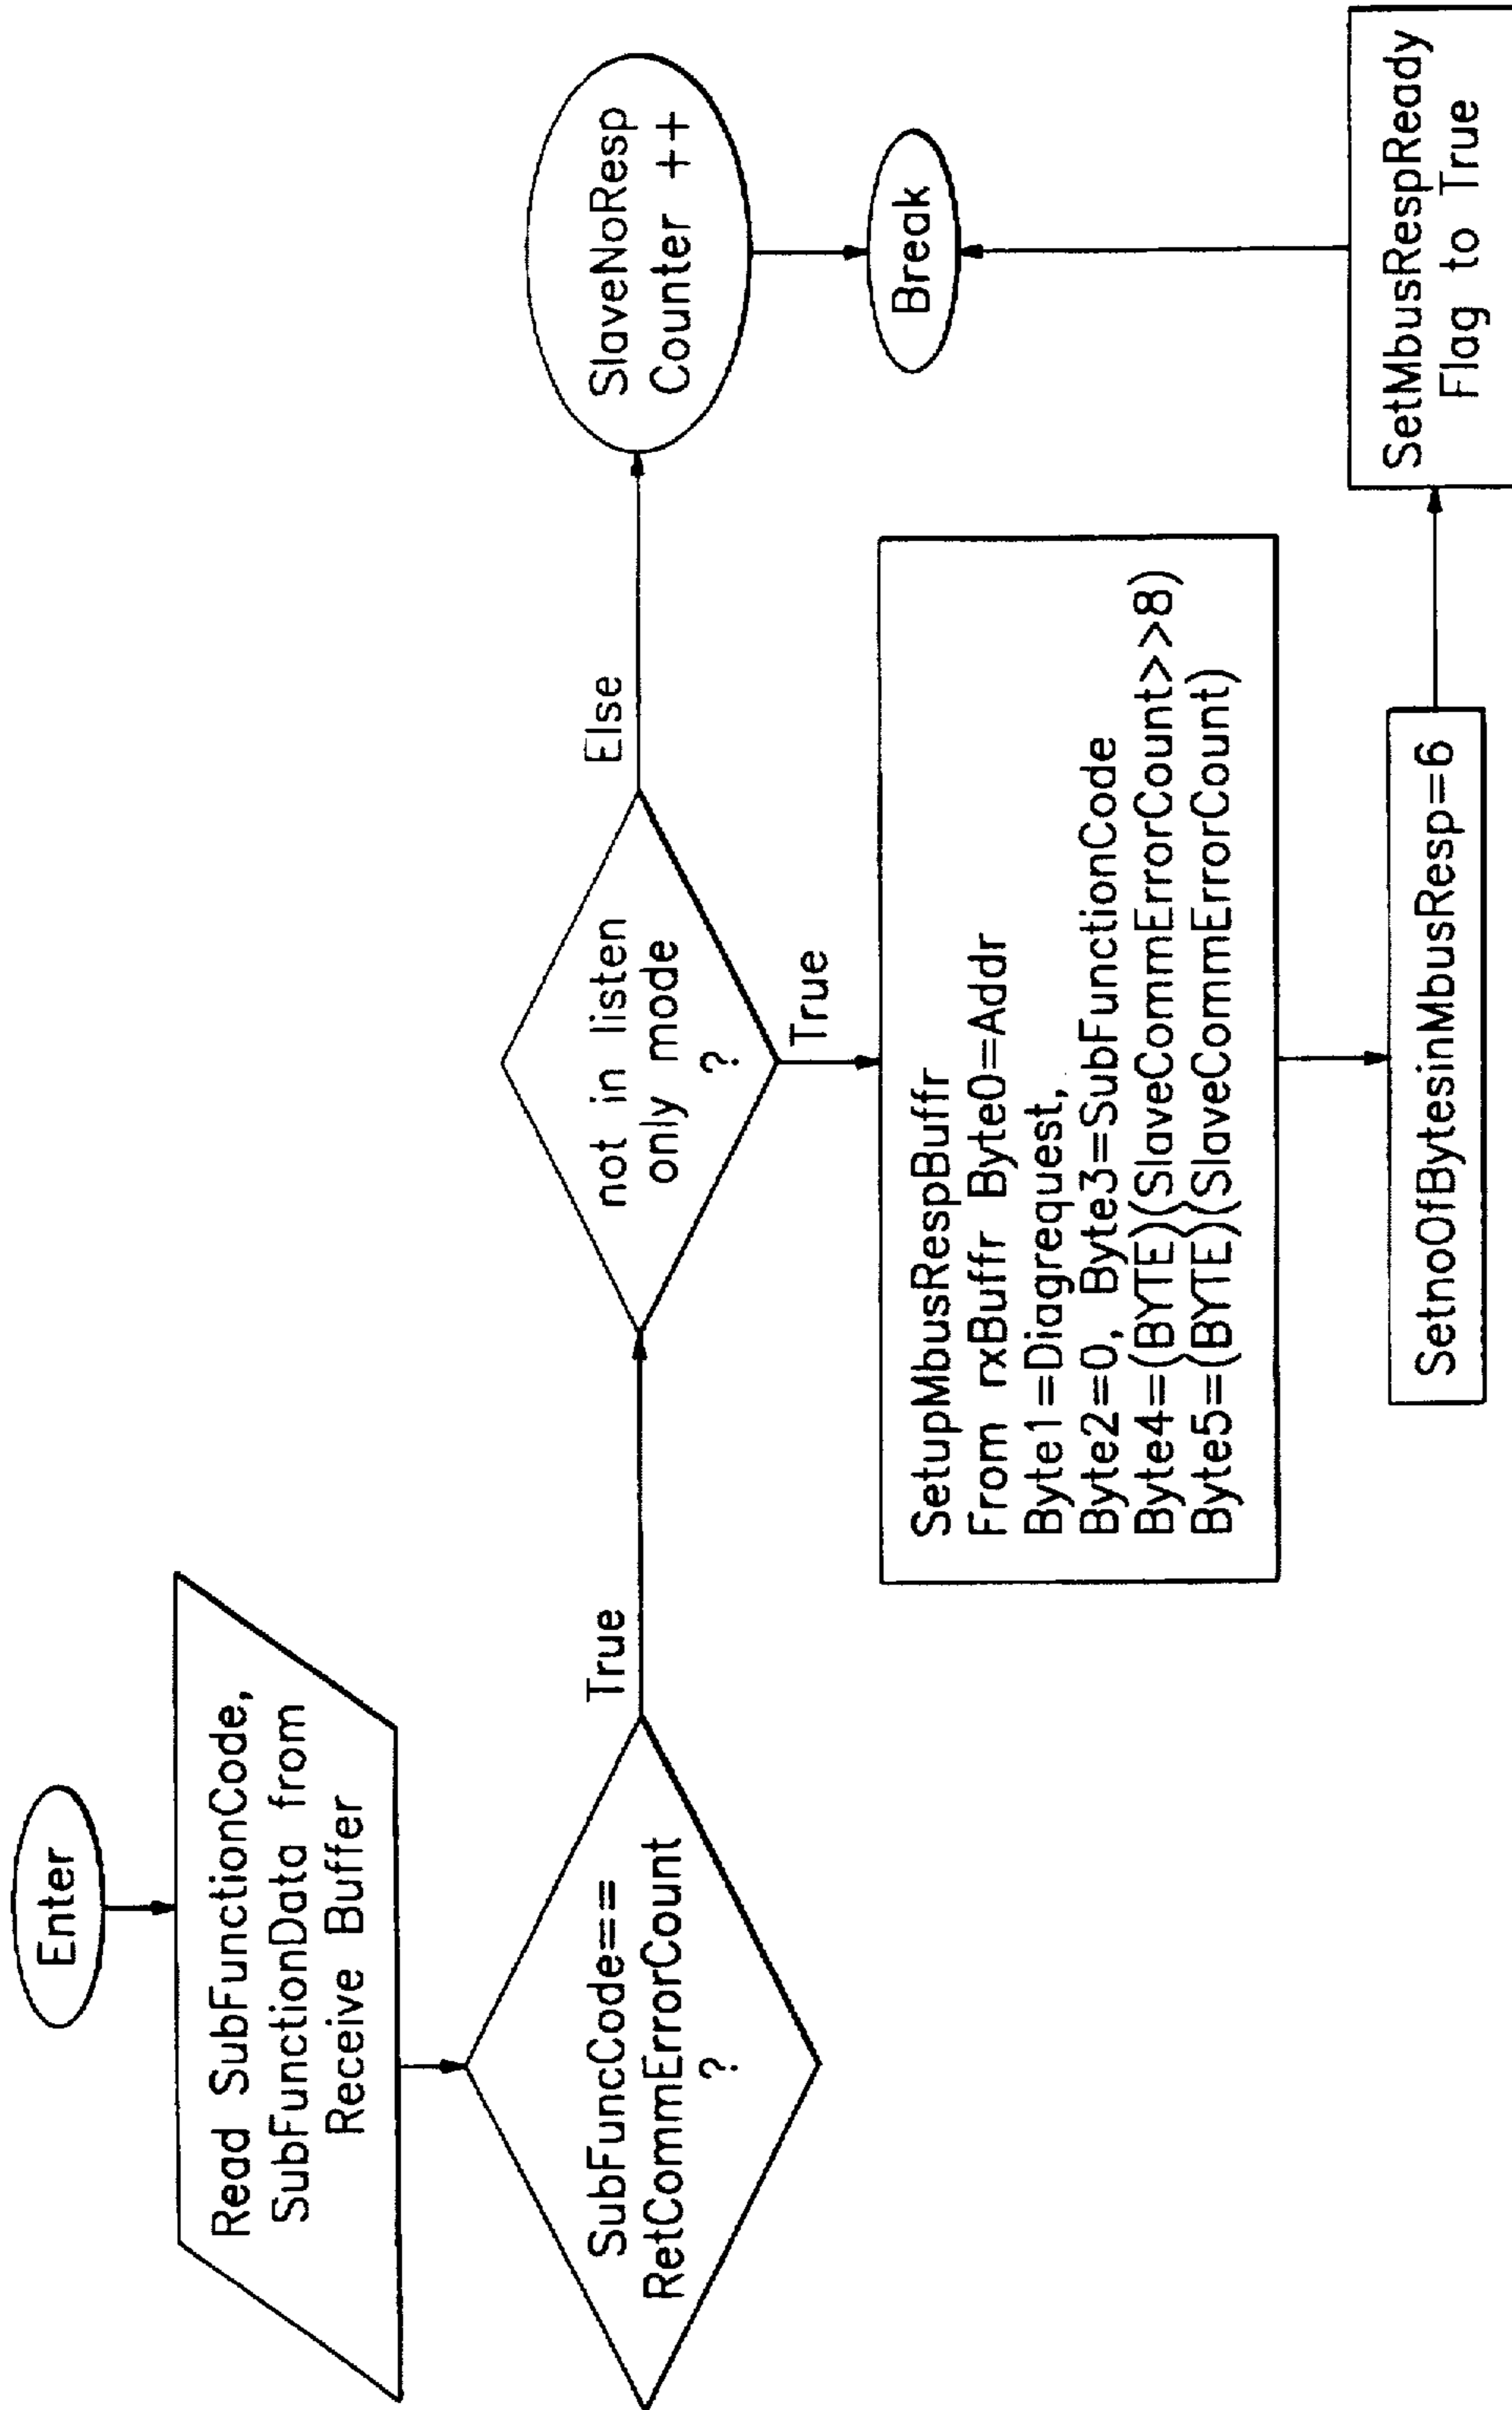 Enter
Read SubFunctionCode,
SubFunctionData from
Receive Buffer
SubFuncCode==
RetCommErrorCount
?
True
not in listen
only mode
?
Else
True
SlaveNoResp
Counter ++
Break
SetupMbusRespBuffr
From rxBuffr Byte0=Addr
Byte1=Diagrequest,
Byte2=0, Byte3=SubFunctionCode
Byte4=(BYTE)(SlaveCommErrorCount>>8)
Byte5=(BYTE)(SlaveCommErrorCount)
SetnoOfBytesinMbusResp=6
SetMbusRespReady
Flag to True